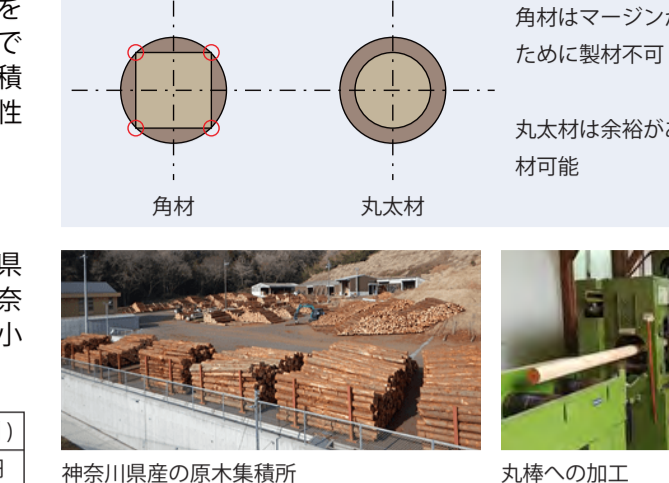 を
で
積
性
角材はマージンが
ために製材不可
丸太材は余裕があ
材可能
角材
丸太材
県
奈
小
)
円
神奈川県産の原木集積所
丸棒への加工